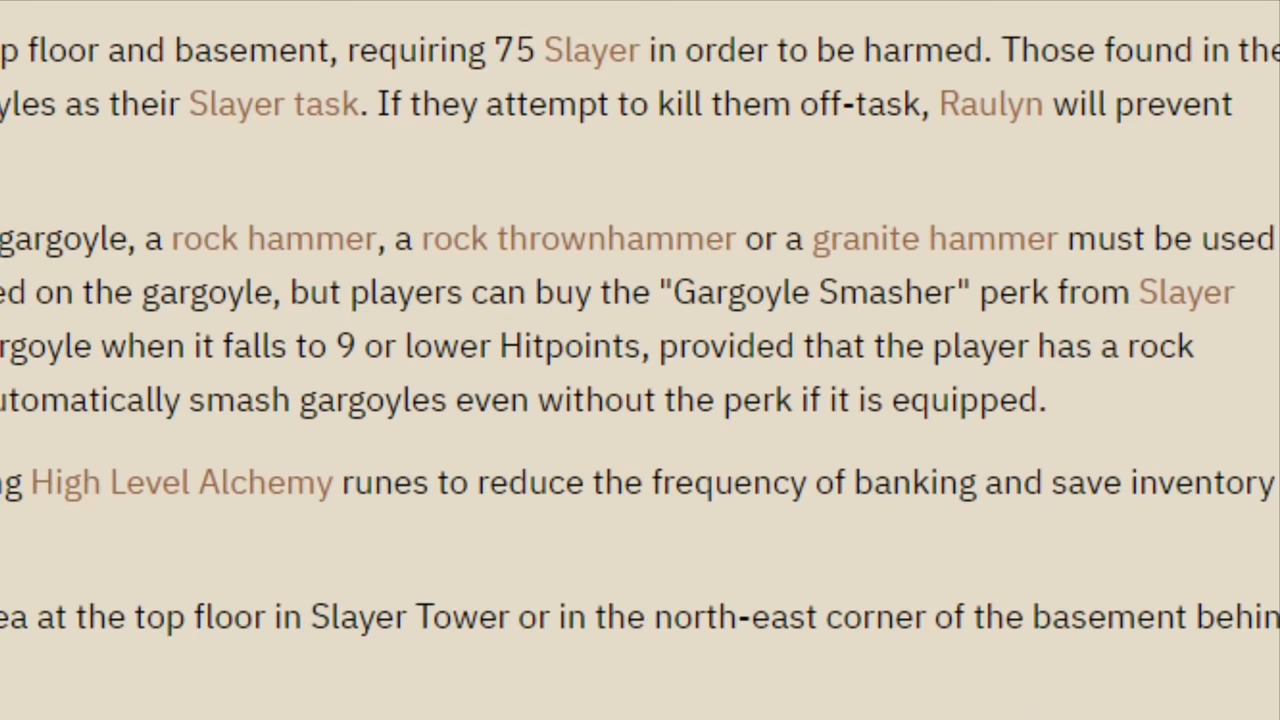 p floor and basement, requiring 75 Slayer in order to be harmed. Those found in the
yles as their Slayer task. If they attempt to kill them off-task, Raulyn will prevent
gargoyle, a rock hammer, a rock thrownhammer or a granite hammer must be used
ed on the gargoyle, but players can buy the "Gargoyle Smasher" perk from Slayer
rgoyle when it falls to 9 or lower Hitpoints, provided that the player has a rock
utomatically smash gargoyles even without the perk if it is equipped.
ng High Level Alchemy runes to reduce the frequency of banking and save inventory
ea at the top floor in Slayer Tower or in the north-east corner of the basement behin